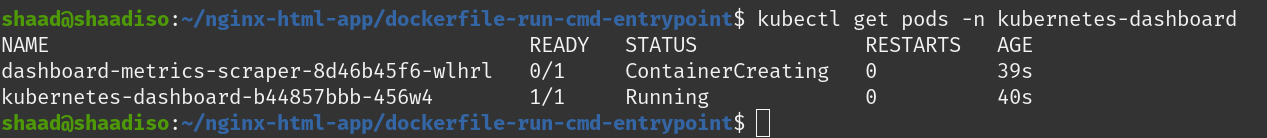 shaad@shaadiso:~/nginx-html-app/dockerfile-run-cmd-entrypoint$ kubectl get pods -n kubernetes-dashboard
NAME READY STATUS RESTARTS AGE
dashboard-metrics-scraper-8d46b45f6-wlhrl 0/1 ContainerCreating 0 39s
kubernetes-dashboard-b44857bbb-456w4 1/1 Running 0 40s
shaad@shaadiso:~/nginx-html-app/dockerfile-run-cmd-entrypoint$